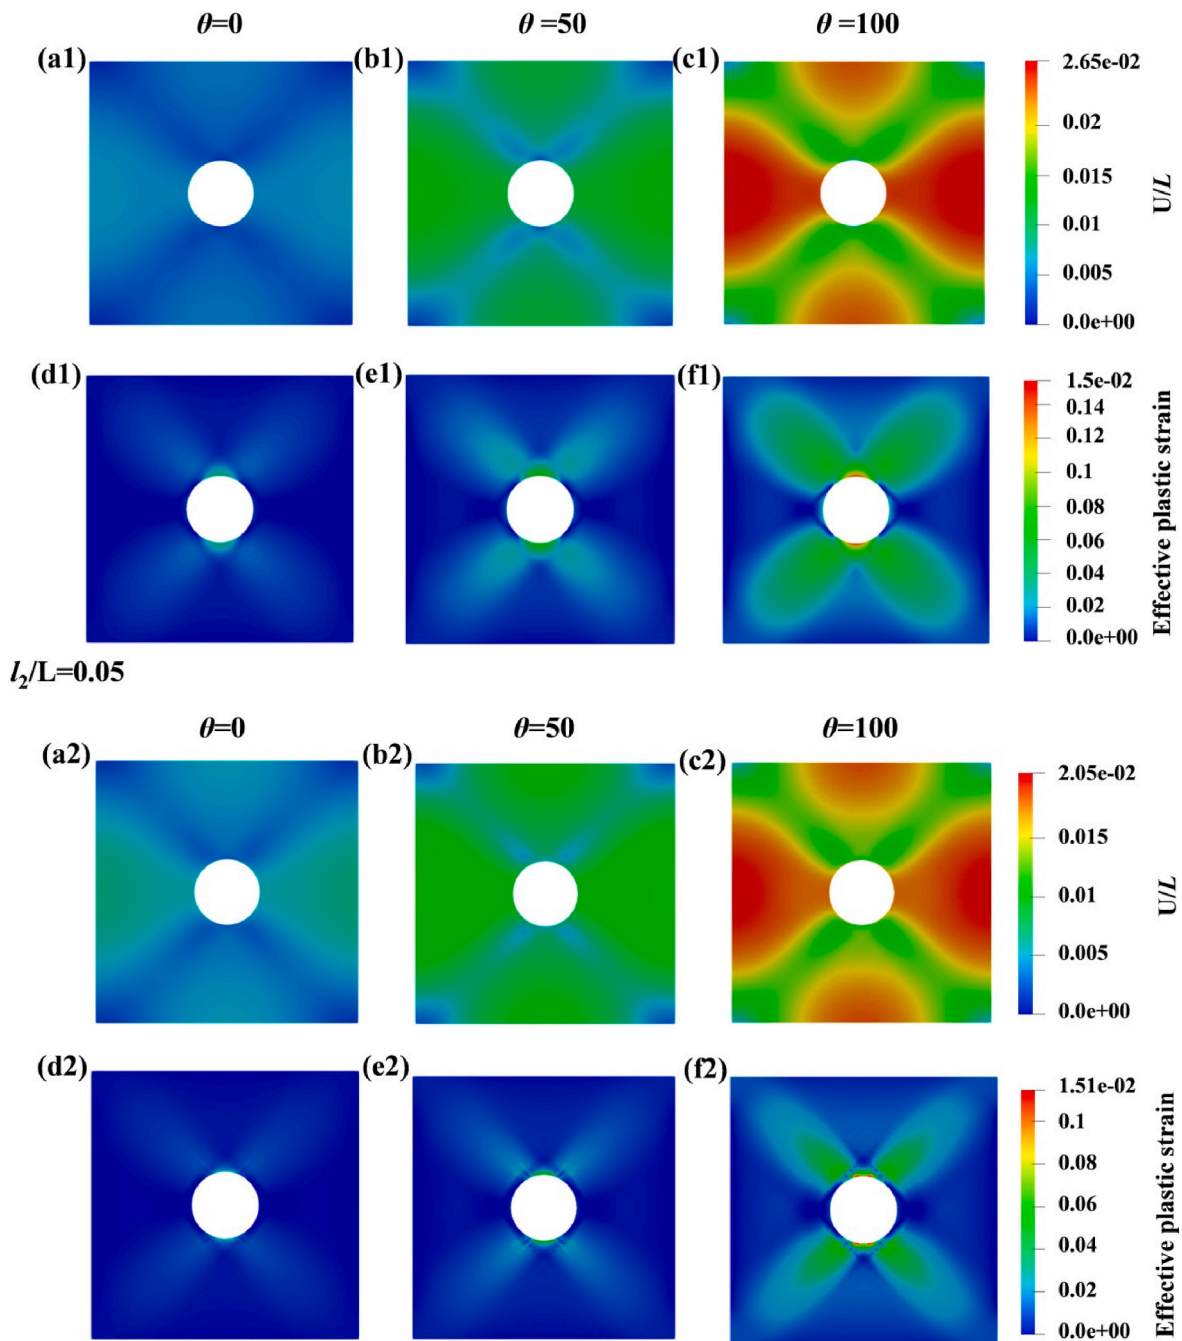 θ=0
θ =50
θ=100
(a1)
(b1)
(c1)
2.65e-02
0.02
0.015
0.01
0.005
0.0e+00
U/L
(d1)
(e1)
(f1)
1.5e-02
0.14
0.12
0.1
0.08
0.06
0.04
0.02
0.0e+00
Effective plastic strain
l₂/L=0.05
θ=0
θ=50
θ=100
(a2)
(b2)
(c2)
2.05e-02
0.015
0.01
0.005
0.0e+00
U/L
(d2)
(e2)
(f2)
1.51e-02
0.1
0.08
0.06
0.04
0.02
0.0e+00
Effective plastic strain